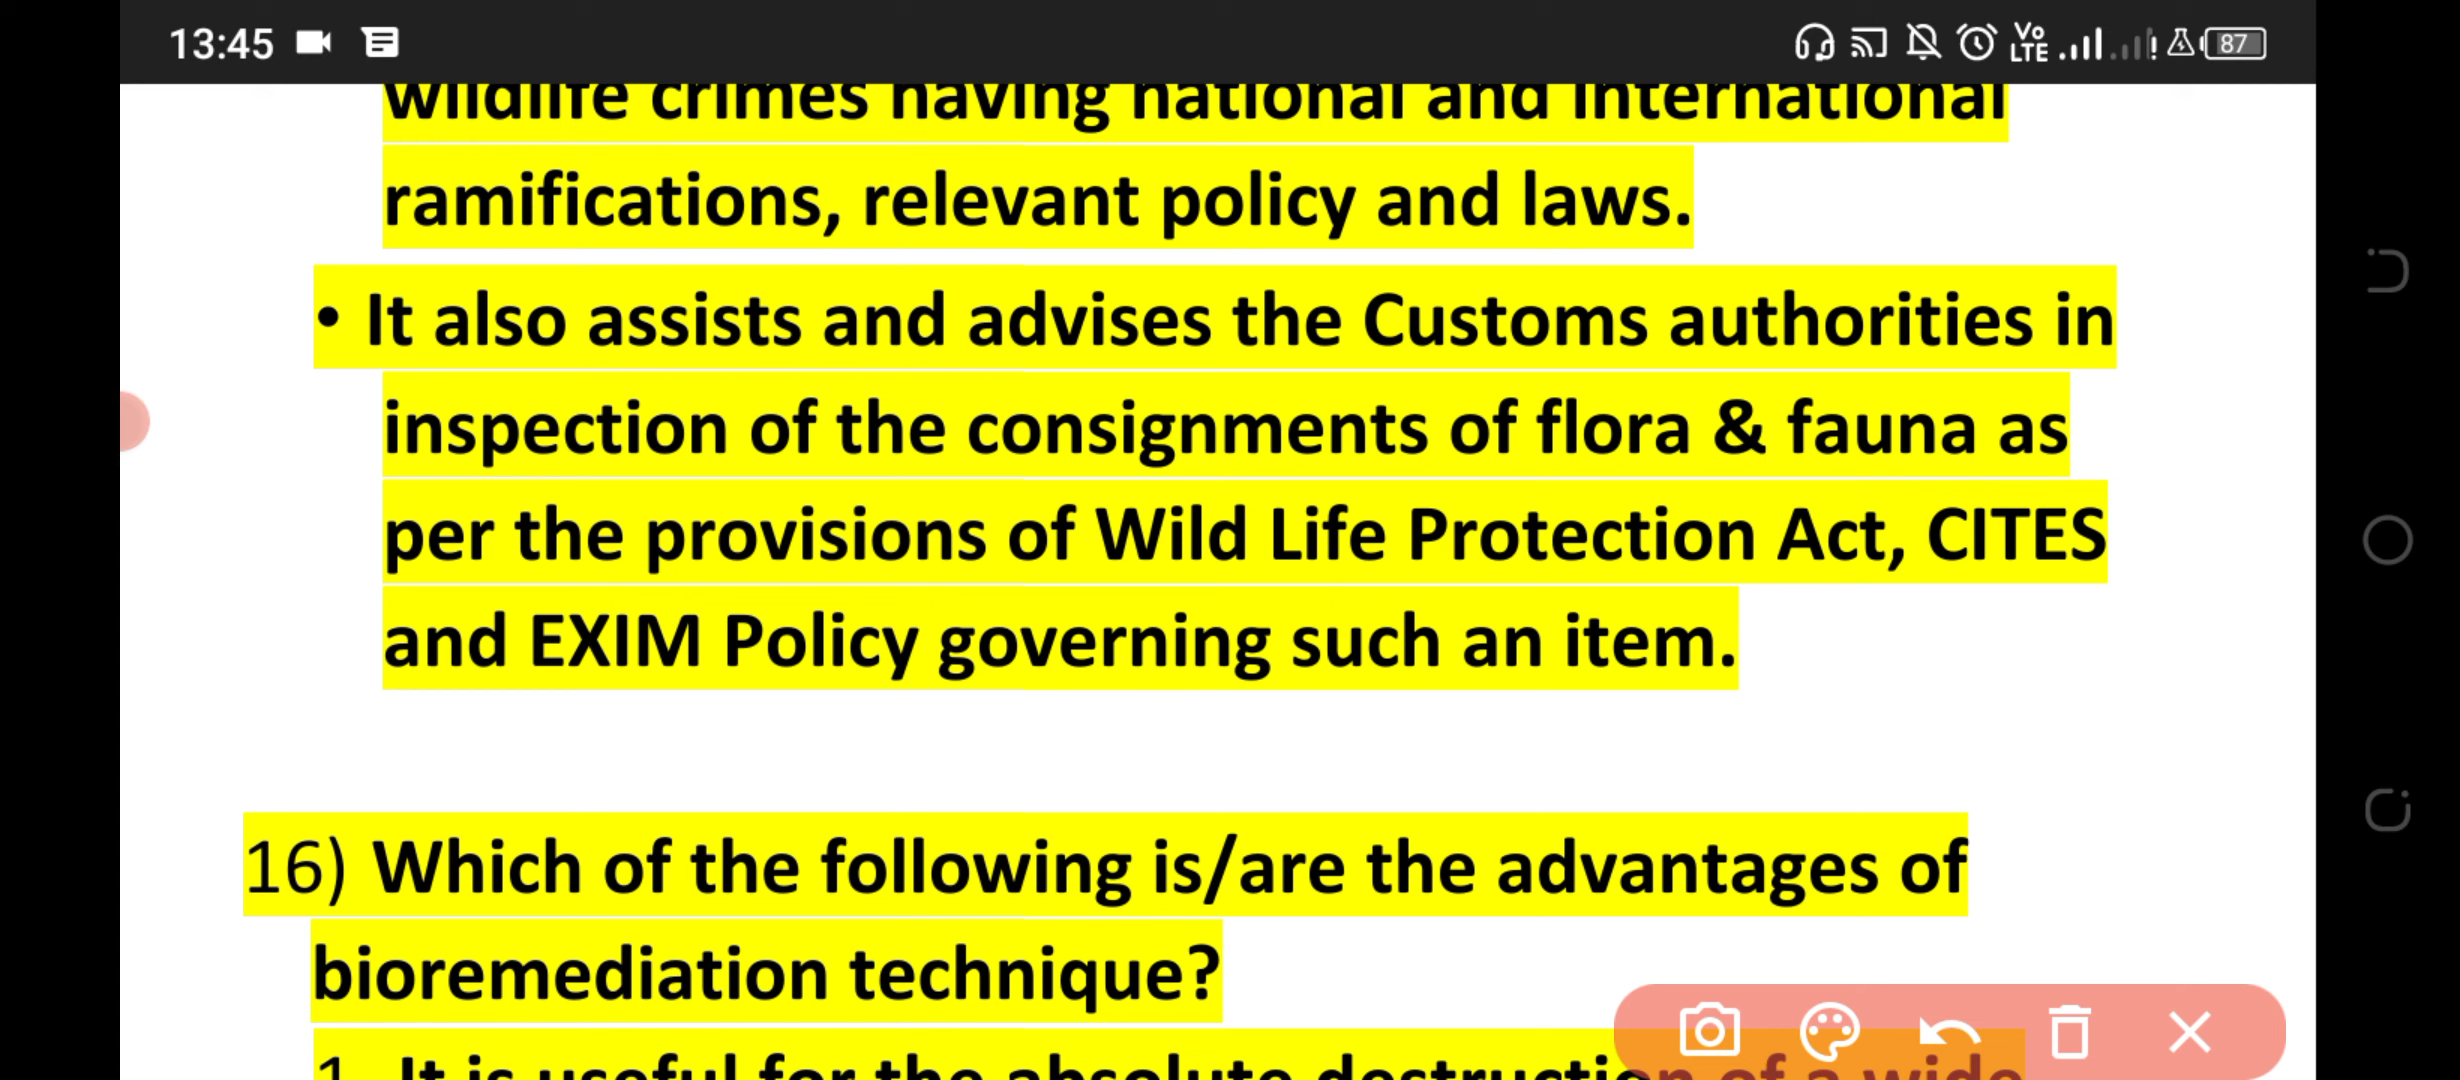 13:45 Vo LTE 87
wildlife crimes having national and international
ramifications, relevant policy and laws.
• It also assists and advises the Customs authorities in
inspection of the consignments of flora & fauna as
per the provisions of Wild Life Protection Act, CITES
and EXIM Policy governing such an item.
16) Which of the following is/are the advantages of
bioremediation technique?
1. It is useful for the absolute destruction of a wide